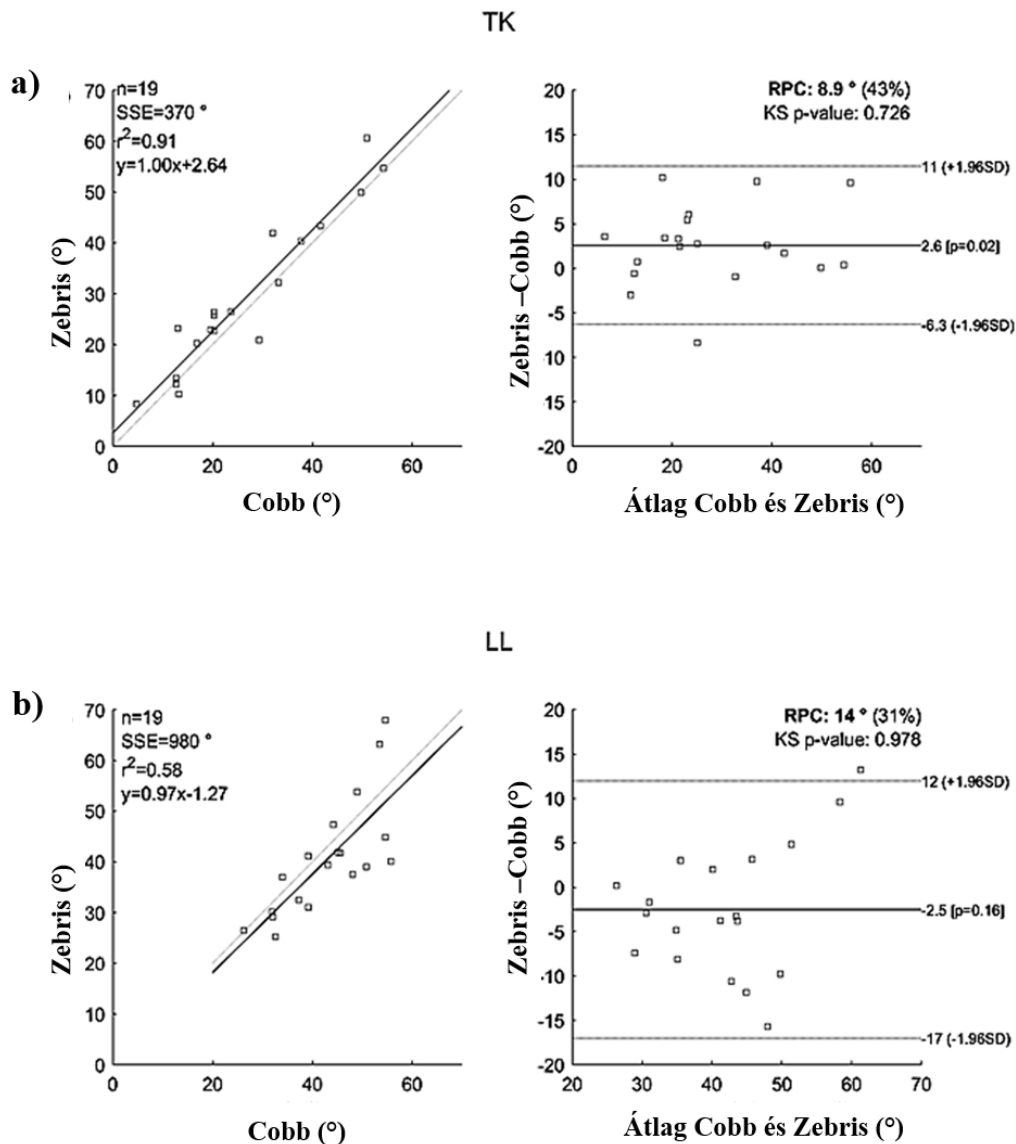 TK
a)
n=19
SSE=370 °
r²=0.91
y=1.00x+2.64
70
60
50
40
30
20
10
0
0 20 40 60
Zebris (°)
Cobb (°)
RPC: 8.9 ° (43%)
KS p-value: 0.726
20
15
10
5
0
-5
-10
-15
-20
11 (+1.96SD)
2.6 [p=0.02]
-6.3 (-1.96SD)
0 20 40 60
Zebris –Cobb (°)
Átlag Cobb és Zebris (°)
LL
b)
n=19
SSE=980 °
r²=0.58
y=0.97x-1.27
70
60
50
40
30
20
10
0
0 20 40 60
Zebris (°)
Cobb (°)
RPC: 14 ° (31%)
KS p-value: 0.978
20
15
10
5
0
-5
-10
-15
-20
12 (+1.96SD)
-2.5 [p=0.16]
-17 (-1.96SD)
20 30 40 50 60 70
Zebris –Cobb (°)
Átlag Cobb és Zebris (°)